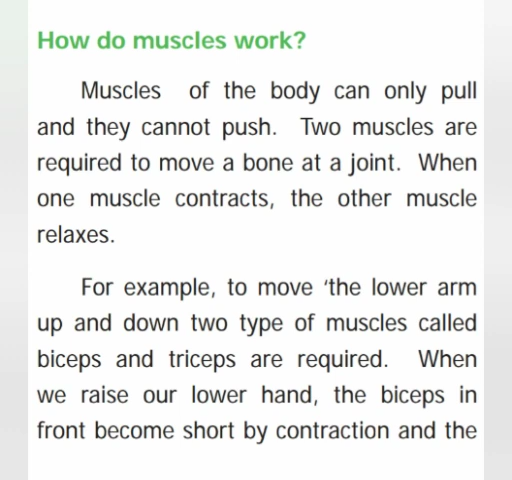 How do muscles work?
Muscles of the body can only pull
and they cannot push. Two muscles are
required to move a bone at a joint. When
one muscle contracts, the other muscle
relaxes.
For example, to move ‘the lower arm
up and down two type of muscles called
biceps and triceps are required. When
we raise our lower hand, the biceps in
front become short by contraction and the